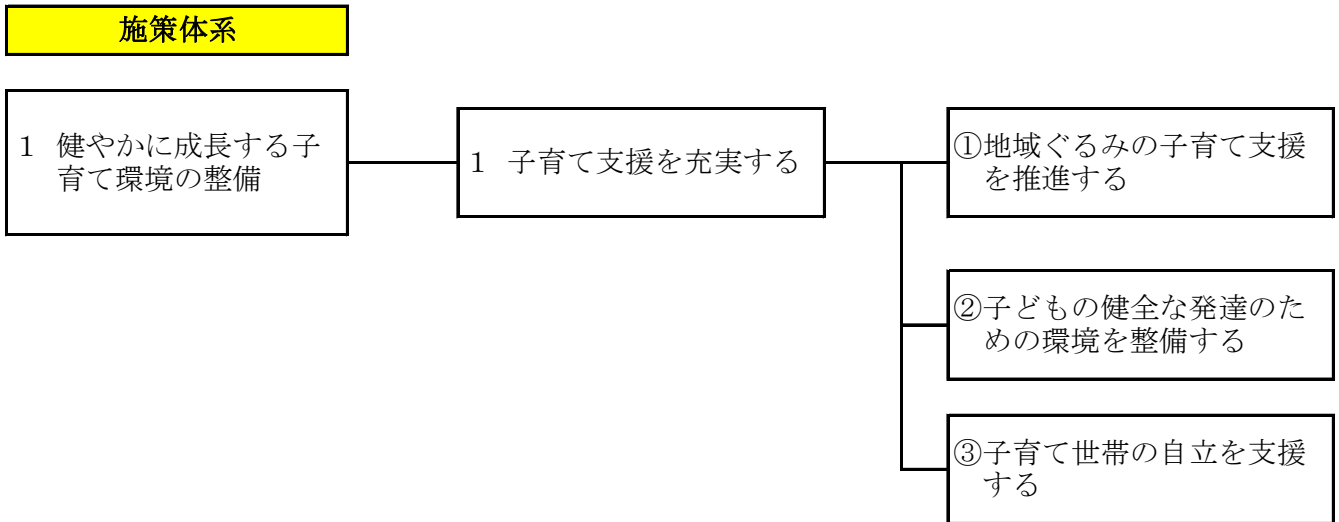 施策体系
1 健やかに成長する子
育て環境の整備
1 子育て支援を充実する
①地域ぐるみの子育て支援
を推進する
②子どもの健全な発達のた
めの環境を整備する
③子育て世帯の自立を支援
する